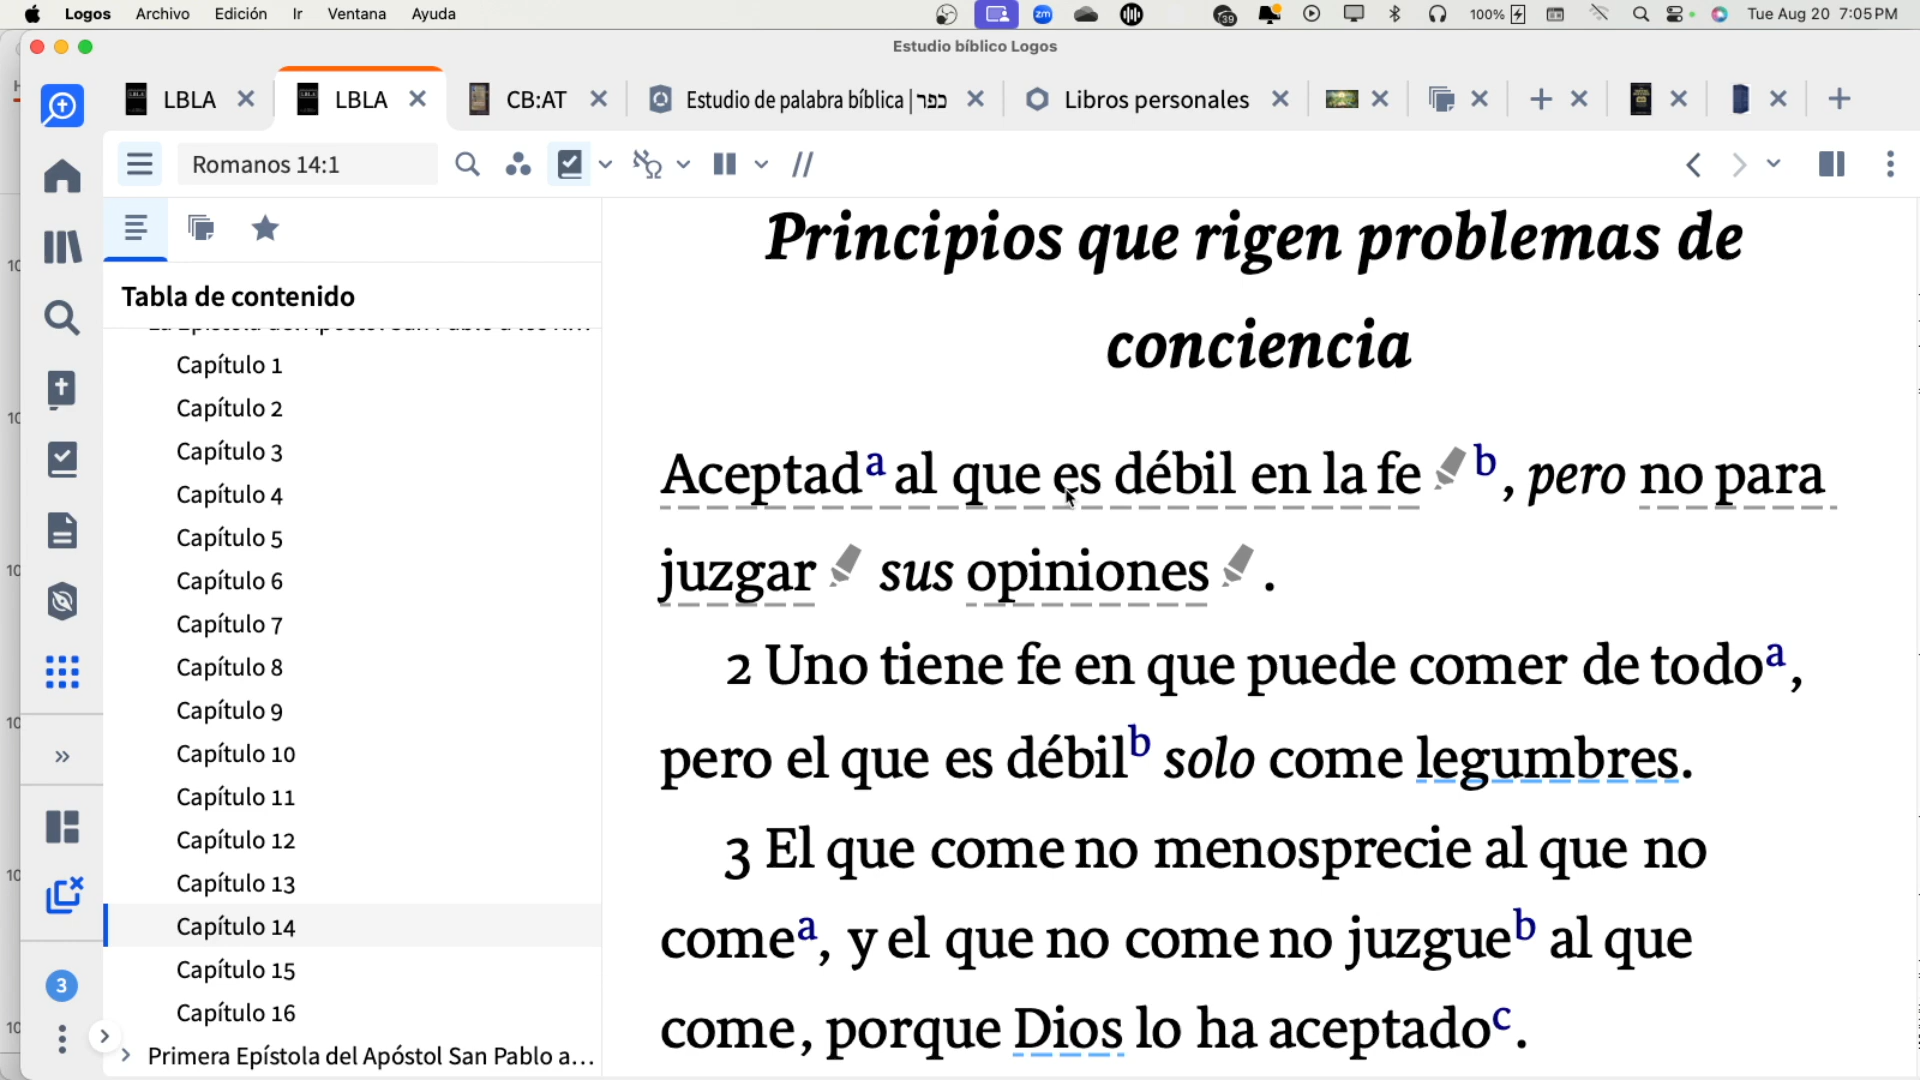 Logos Archivo Edición Ir Ventana Ayuda
zm 39 100% Tue Aug 20 7:05 PM
Estudio bíblico Logos
LBLA LBLA CB:AT Estudio de palabra bíblica | כפר Libros personales
Romanos 14:1
Tabla de contenido
Capítulo 1
Capítulo 2
Capítulo 3
Capítulo 4
Capítulo 5
Capítulo 6
Capítulo 7
Capítulo 8
Capítulo 9
Capítulo 10
Capítulo 11
Capítulo 12
Capítulo 13
Capítulo 14
Capítulo 15
Capítulo 16
Primera Epístola del Apóstol San Pablo a…
3
Principios que rigen problemas de
conciencia
Aceptadª al que es débil en la fe b, pero no para
juzgar sus opiniones.
2 Uno tiene fe en que puede comer de todoª,
pero el que es débil b solo come legumbres.
3 El que come no menosprecie al que no
comeª, y el que no come no juzgue b al que
come, porque Dios lo ha aceptado c.